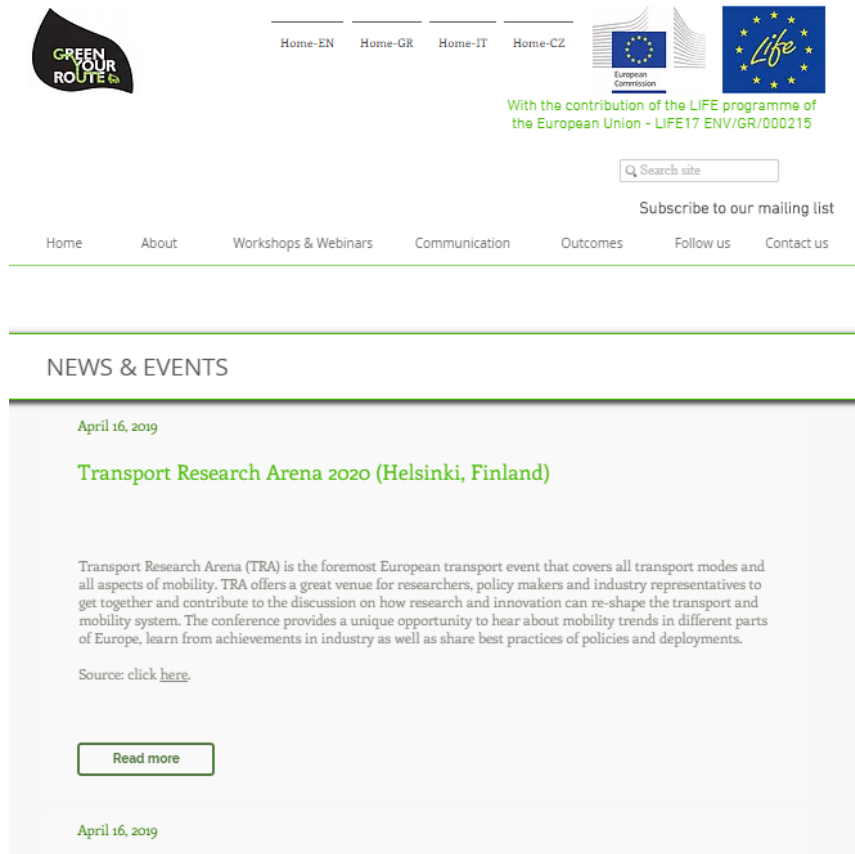 GREEN
YOUR
ROUTE
Home-EN
Home-GR
Home-IT
Home-CZ
European
Commission
Life
With the contribution of the LIFE programme of
the European Union - LIFE17 ENV/GR/000215
Search site
Subscribe to our mailing list
Home
About
Workshops & Webinars
Communication
Outcomes
Follow us
Contact us
NEWS & EVENTS
April 16, 2019
Transport Research Arena 2020 (Helsinki, Finland)
Transport Research Arena (TRA) is the foremost European transport event that covers all transport modes and
all aspects of mobility. TRA offers a great venue for researchers, policy makers and industry representatives to
get together and contribute to the discussion on how research and innovation can re-shape the transport and
mobility system. The conference provides a unique opportunity to hear about mobility trends in different parts
of Europe, learn from achievements in industry as well as share best practices of policies and deployments.
Source: click here.
Read more
April 16, 2019